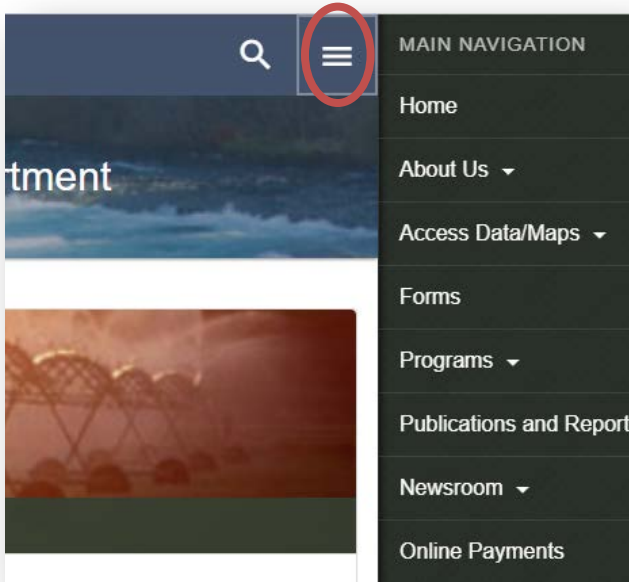 MAIN NAVIGATION
Home
rtment
About Us
Access Data/Maps
Forms
Programs
Publications and Report
Newsroom
Online Payments